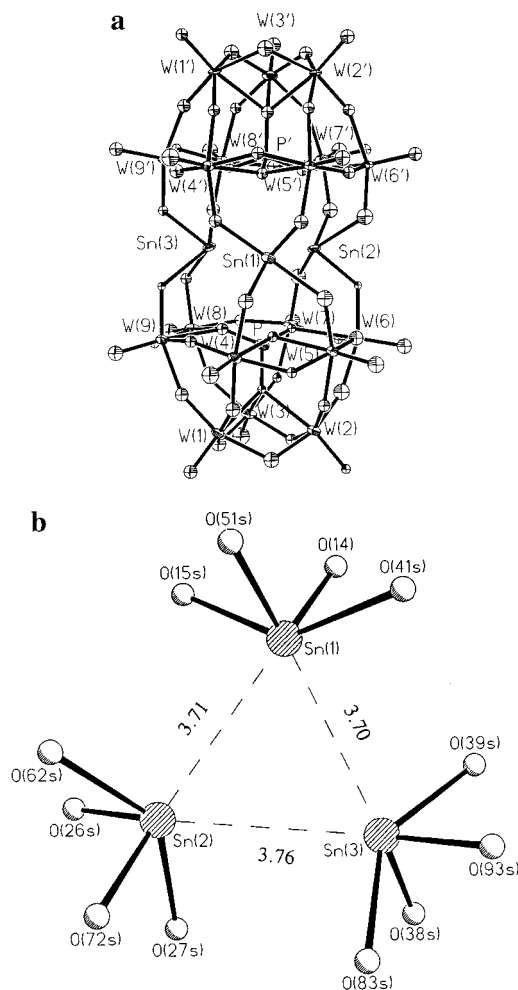 a
W(3')
W(1') W(2')
W(8') P' W(7')
W(9') W(4') W(5') W(6')
Sn(3) Sn(1) Sn(2)
W(8) P W(7) W(6)
W(9) W(4) W(5)
W(3)
W(1) W(2)
b
O(51s)
O(14)
O(15s) O(41s)
Sn(1)
3.71 3.70
O(62s) O(39s)
O(26s)
Sn(2) Sn(3)
3.76 O(93s)
O(72s) O(27s) O(38s)
O(83s)